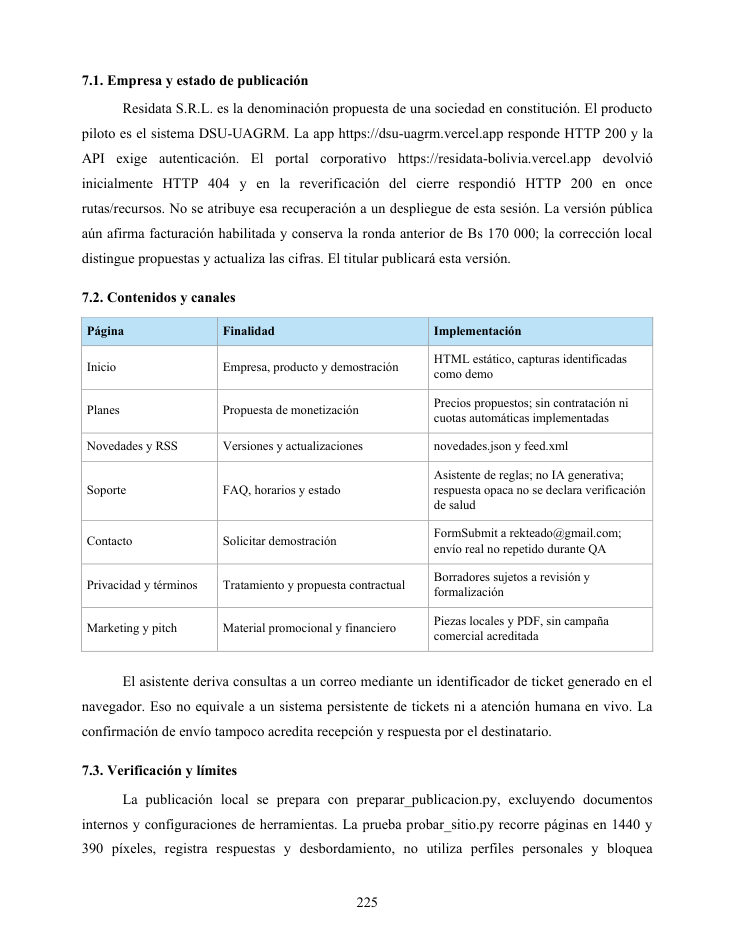 7.1. Empresa y estado de publicación
Residata S.R.L. es la denominación propuesta de una sociedad en constitución. El producto
piloto es el sistema DSU-UAGRM. La app https://dsu-uagrm.vercel.app responde HTTP 200 y la
API exige autenticación. El portal corporativo https://residata-bolivia.vercel.app devolvió
inicialmente HTTP 404 y en la reverificación del cierre respondió HTTP 200 en once
rutas/recursos. No se atribuye esa recuperación a un despliegue de esta sesión. La versión pública
aún afirma facturación habilitada y conserva la ronda anterior de Bs 170 000; la corrección local
distingue propuestas y actualiza las cifras. El titular publicará esta versión.
7.2. Contenidos y canales
Página Finalidad Implementación
Inicio Empresa, producto y demostración HTML estático, capturas identificadas
como demo
Planes Propuesta de monetización Precios propuestos; sin contratación ni
cuotas automáticas implementadas
Novedades y RSS Versiones y actualizaciones novedades.json y feed.xml
Soporte FAQ, horarios y estado Asistente de reglas; no IA generativa;
respuesta opaca no se declara verificación
de salud
Contacto Solicitar demostración FormSubmit a rekteado@gmail.com;
envío real no repetido durante QA
Privacidad y términos Tratamiento y propuesta contractual Borradores sujetos a revisión y
formalización
Marketing y pitch Material promocional y financiero Piezas locales y PDF, sin campaña
comercial acreditada
El asistente deriva consultas a un correo mediante un identificador de ticket generado en el
navegador. Eso no equivale a un sistema persistente de tickets ni a atención humana en vivo. La
confirmación de envío tampoco acredita recepción y respuesta por el destinatario.
7.3. Verificación y límites
La publicación local se prepara con preparar_publicacion.py, excluyendo documentos
internos y configuraciones de herramientas. La prueba probar_sitio.py recorre páginas en 1440 y
390 píxeles, registra respuestas y desbordamiento, no utiliza perfiles personales y bloquea
225